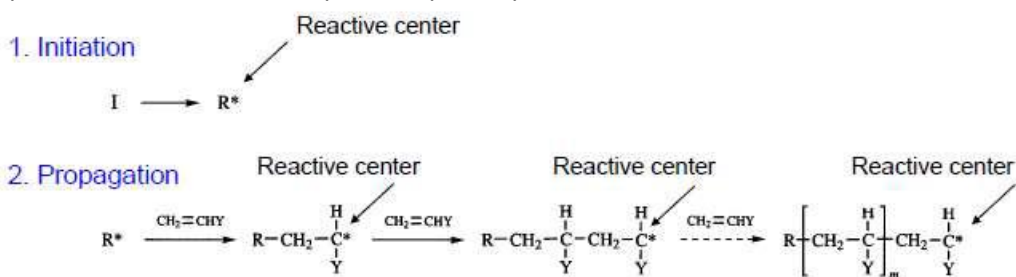 Reactive center
1. Initiation
I → R*
2. Propagation
Reactive center Reactive center Reactive center
H H H H H
R* CH₂=CHY R−CH₂−C* CH₂=CHY R−CH₂−C−CH₂−C* CH₂=CHY R−CH₂−C−CH₂−C*
Y Y Y Y m Y